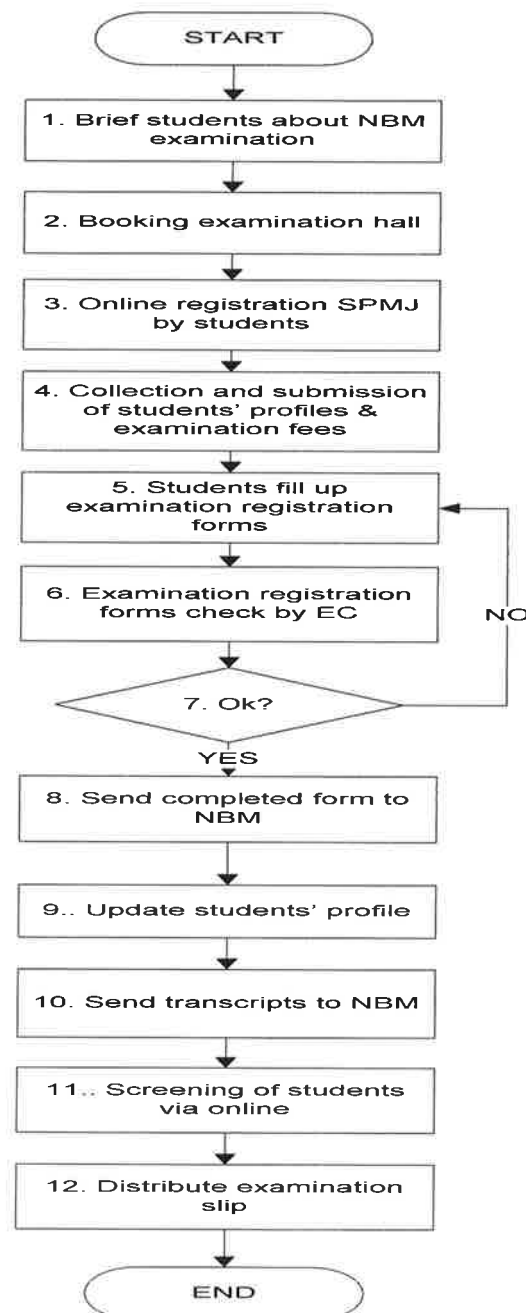 START
1. Brief students about NBM
examination
2. Booking examination hall
3. Online registration SPMJ
by students
4. Collection and submission
of students' profiles &
examination fees
5. Students fill up
examination registration
forms
6. Examination registration
forms check by EC
NO
7. Ok?
YES
8. Send completed form to
NBM
9.. Update students' profile
10. Send transcripts to NBM
11.. Screening of students
via online
12. Distribute examination
slip
END